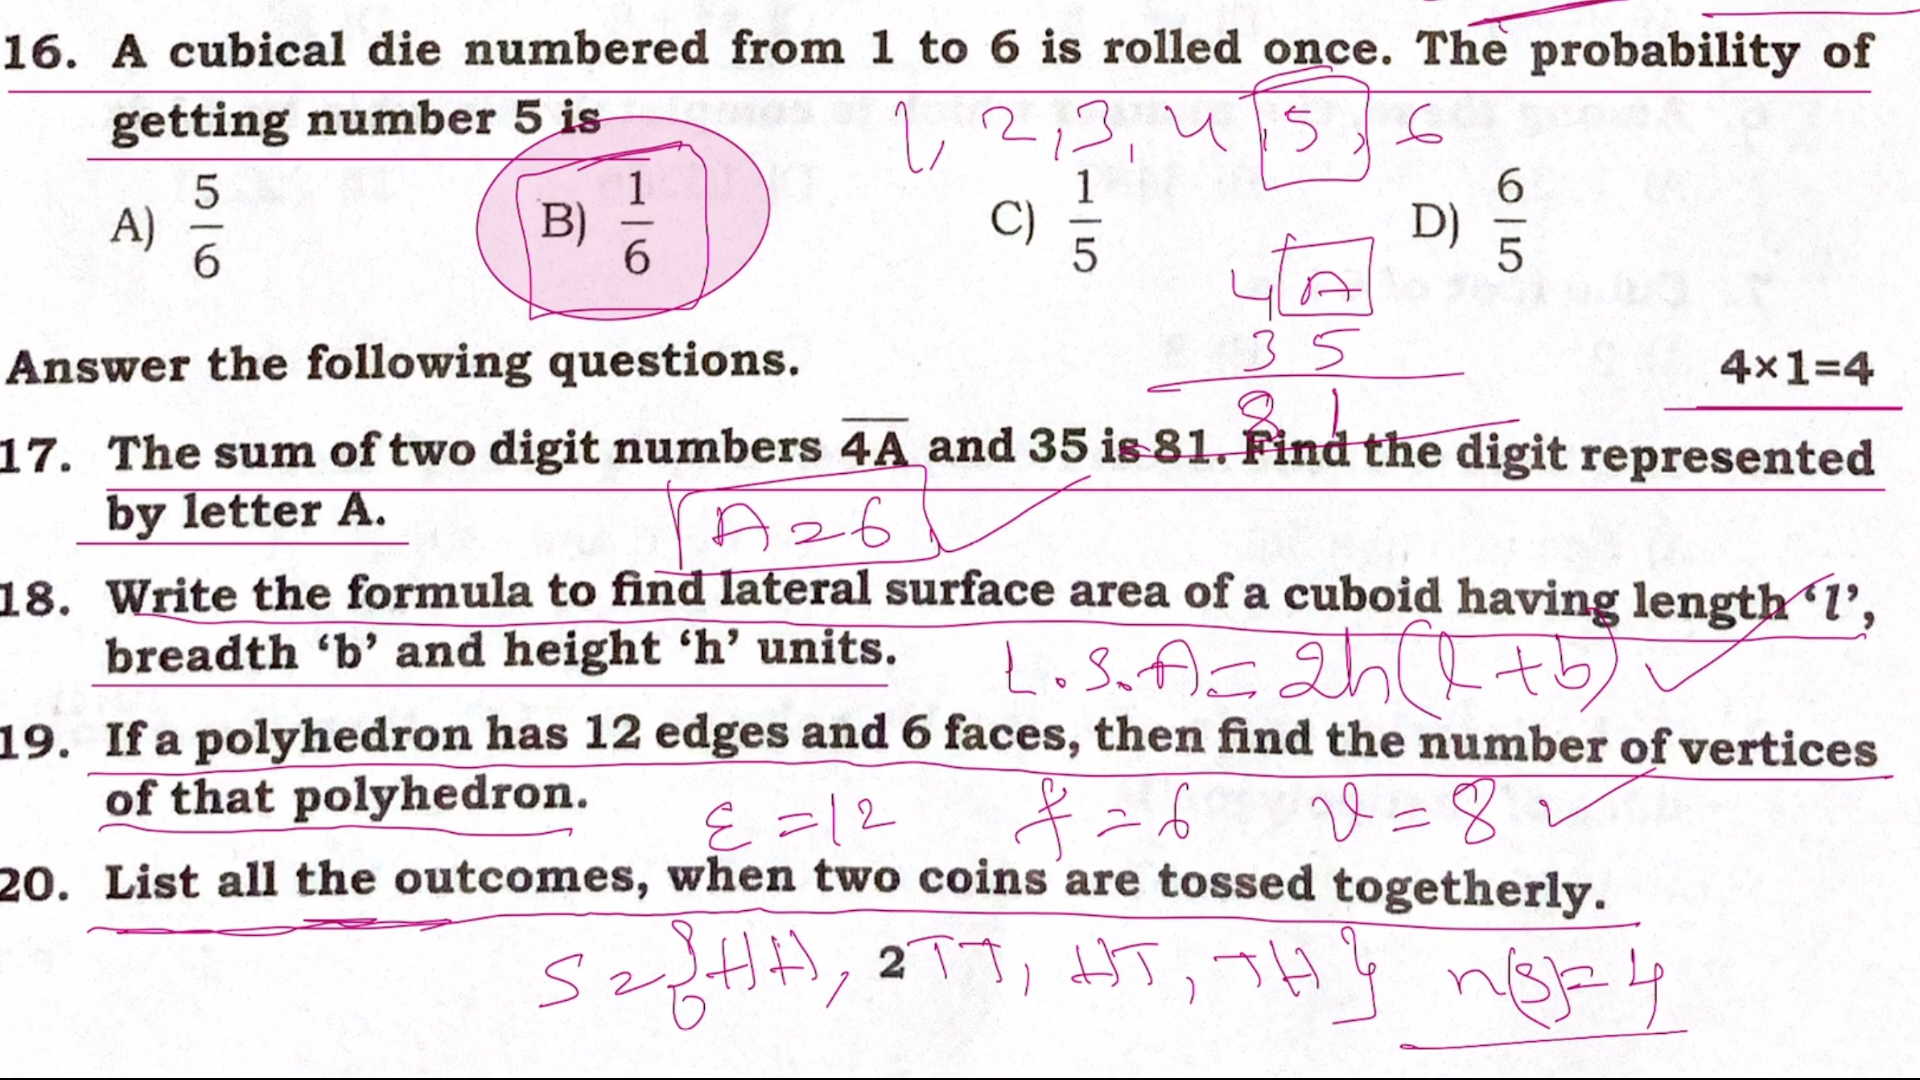 16. A cubical die numbered from 1 to 6 is rolled once. The probability of
getting number 5 is
1, 2, 3, 4, 5, 6
A) 5/6 B) 1/6 C) 1/5 D) 6/5
4A
35
81
Answer the following questions. 4×1=4
17. The sum of two digit numbers 4A and 35 is 81. Find the digit represented
by letter A.
A=6
18. Write the formula to find lateral surface area of a cuboid having length ‘l’,
breadth ‘b’ and height ‘h’ units.
L.S.A= 2h(l+b)
19. If a polyhedron has 12 edges and 6 faces, then find the number of vertices
of that polyhedron.
E=12 f=6 v=8
20. List all the outcomes, when two coins are tossed togetherly.
S={HH, TT, HT, TH} n(S)=4
2